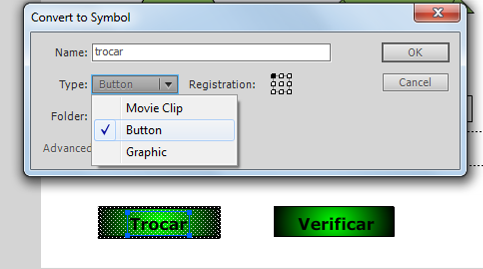 Convert to Symbol
Name: trocar
OK
Type: Button
Registration:
Cancel
Movie Clip
Folder:
Button
Advanced
Graphic
Trocar
Verificar